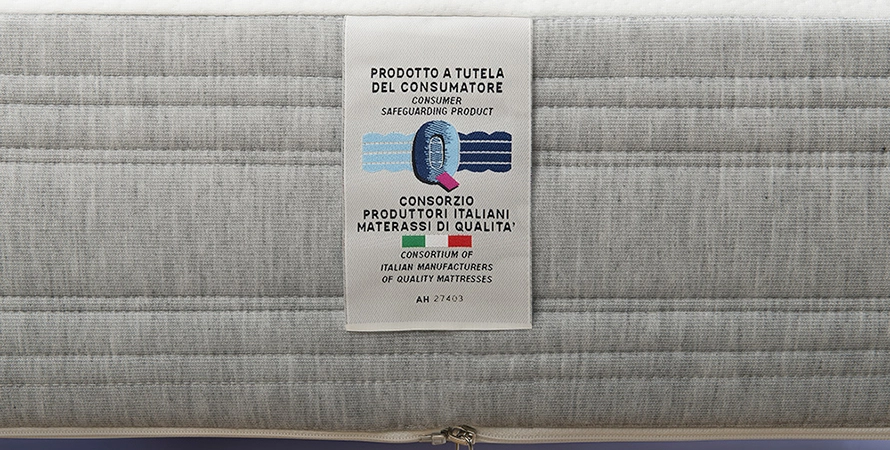 PRODOTTO A TUTELA
DEL CONSUMATORE
CONSUMER
SAFEGUARDING PRODUCT
Q
CONSORZIO
PRODUTTORI ITALIANI
MATERASSI DI QUALITA'
CONSORTIUM OF
ITALIAN MANUFACTURERS
OF QUALITY MATTRESSES
AH 27403